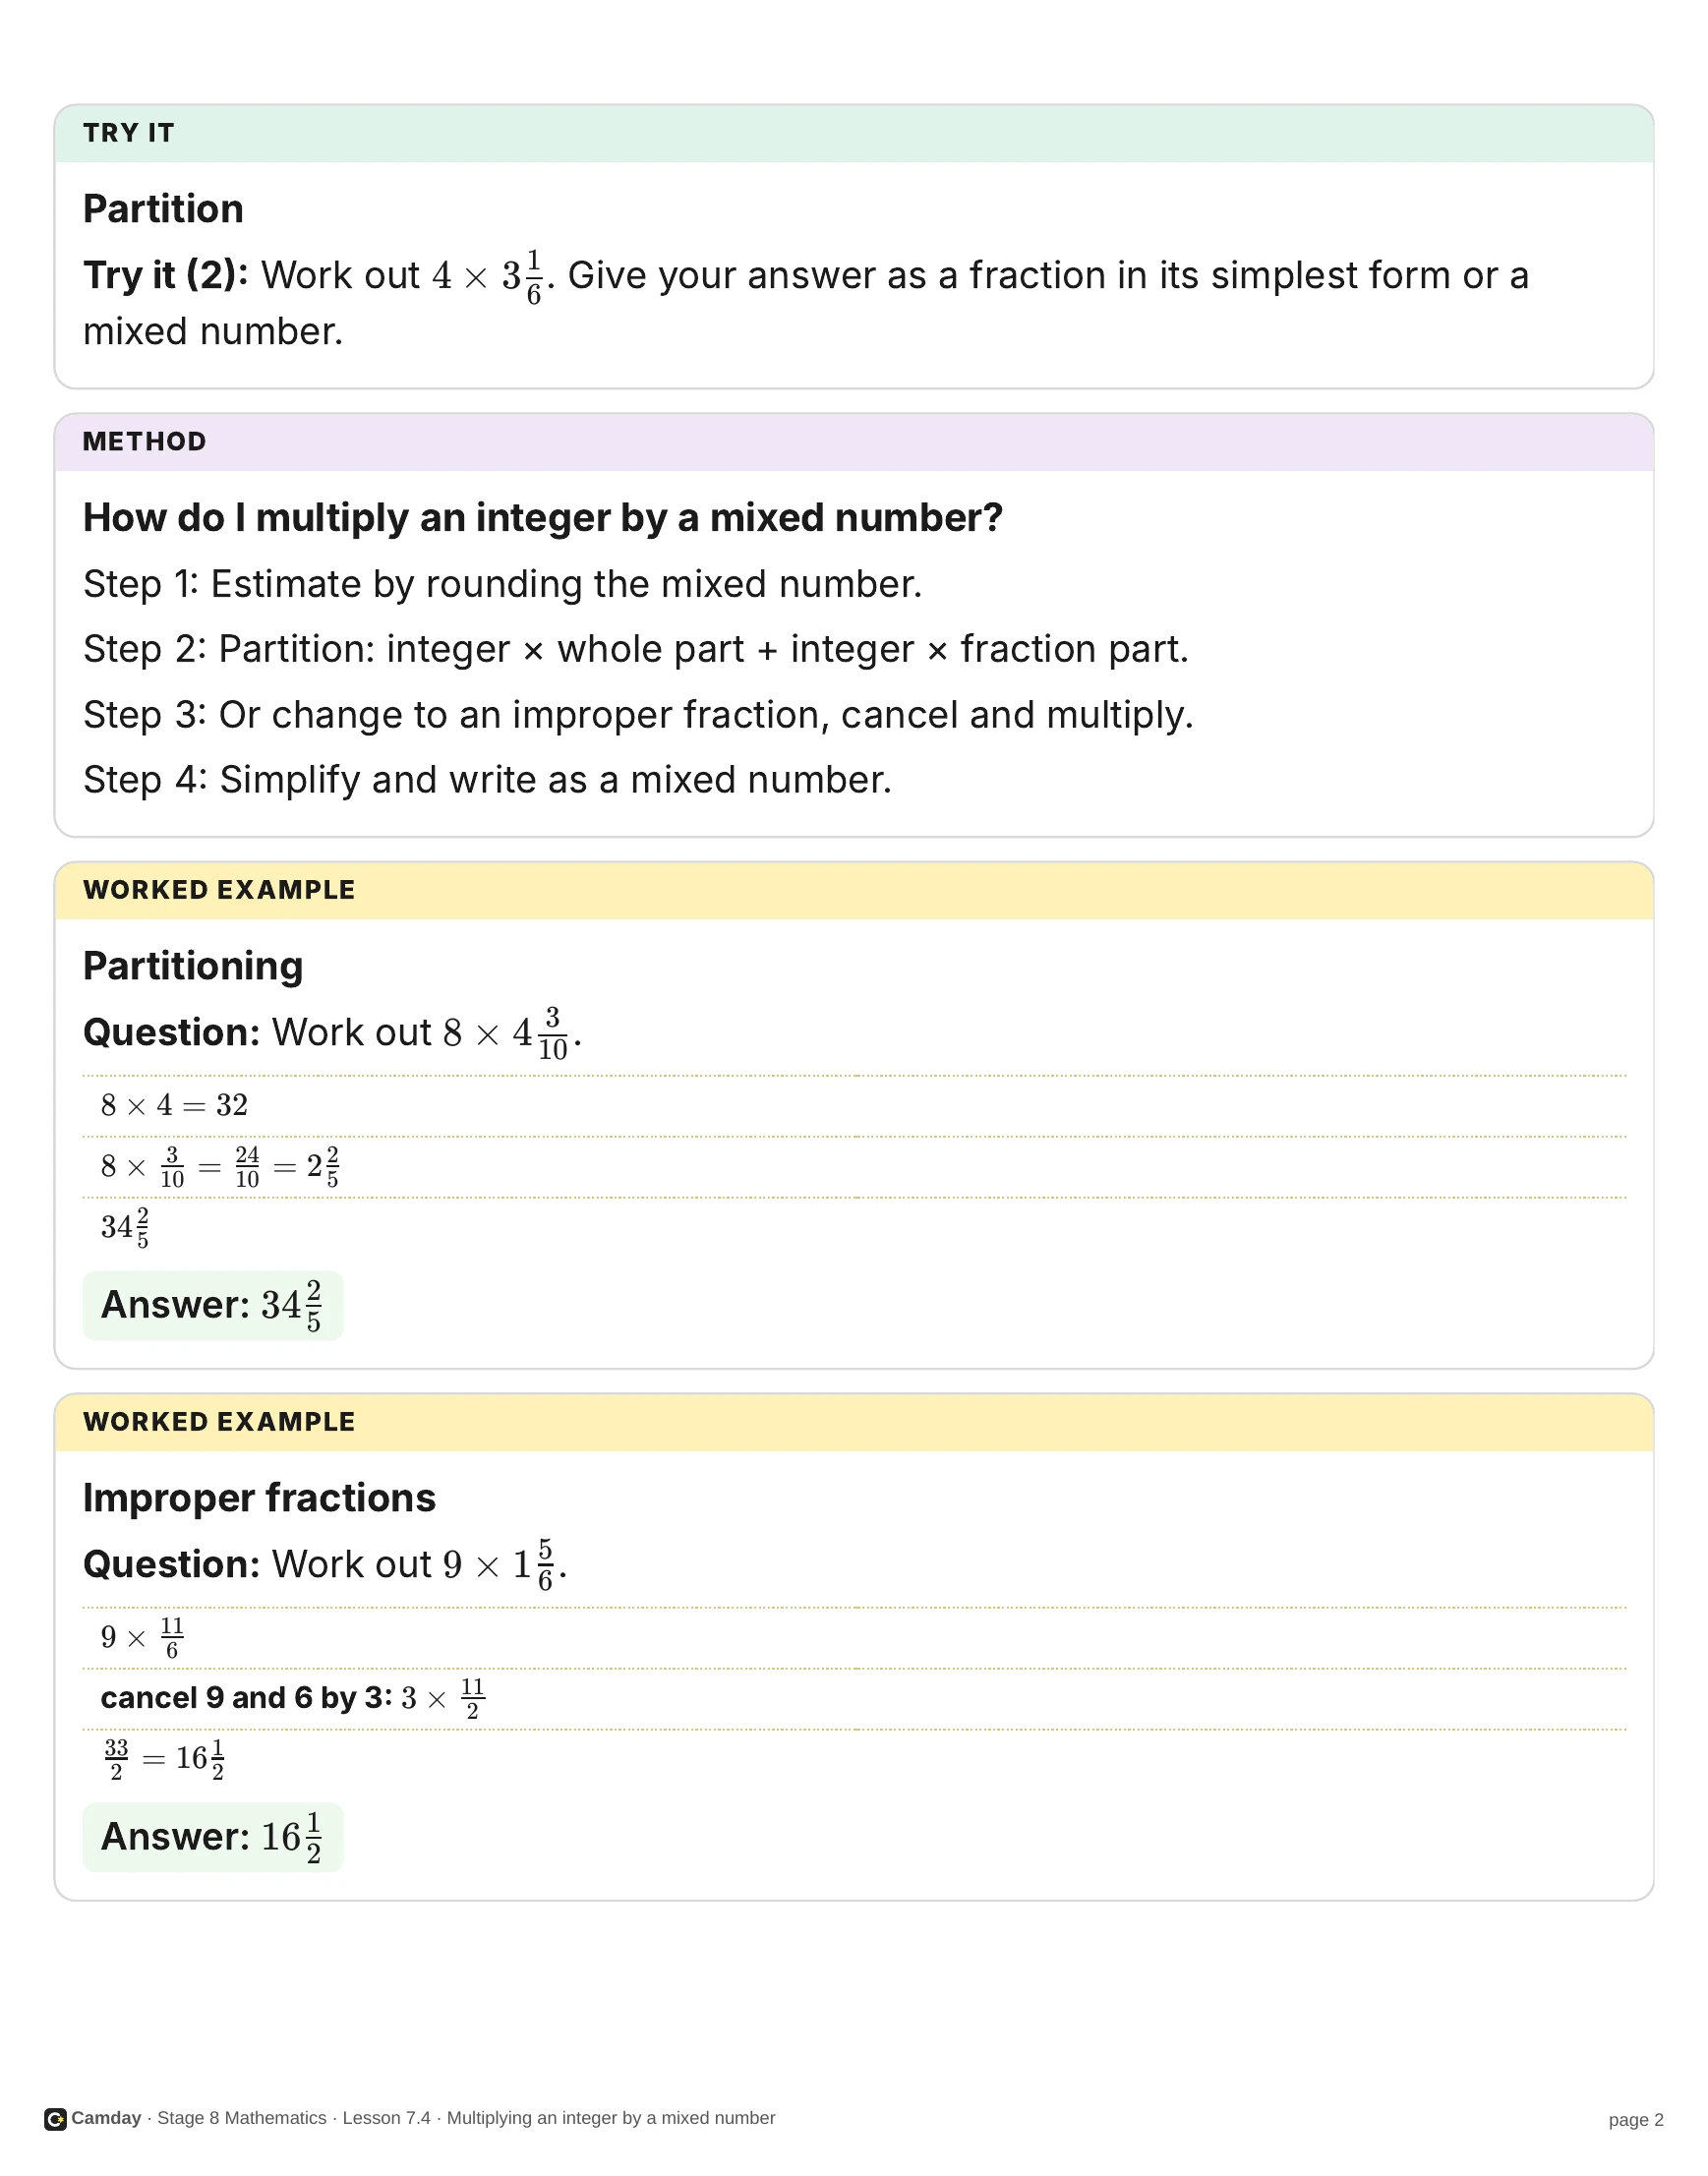 TRY IT
Partition
Try it (2): Work out 4 × 3 1/6. Give your answer as a fraction in its simplest form or a
mixed number.
METHOD
How do I multiply an integer by a mixed number?
Step 1: Estimate by rounding the mixed number.
Step 2: Partition: integer × whole part + integer × fraction part.
Step 3: Or change to an improper fraction, cancel and multiply.
Step 4: Simplify and write as a mixed number.
WORKED EXAMPLE
Partitioning
Question: Work out 8 × 4 3/10.
8 × 4 = 32
8 × 3/10 = 24/10 = 2 2/5
34 2/5
Answer: 34 2/5
WORKED EXAMPLE
Improper fractions
Question: Work out 9 × 1 5/6.
9 × 11/6
cancel 9 and 6 by 3: 3 × 11/2
33/2 = 16 1/2
Answer: 16 1/2
Camday · Stage 8 Mathematics · Lesson 7.4 · Multiplying an integer by a mixed number
page 2